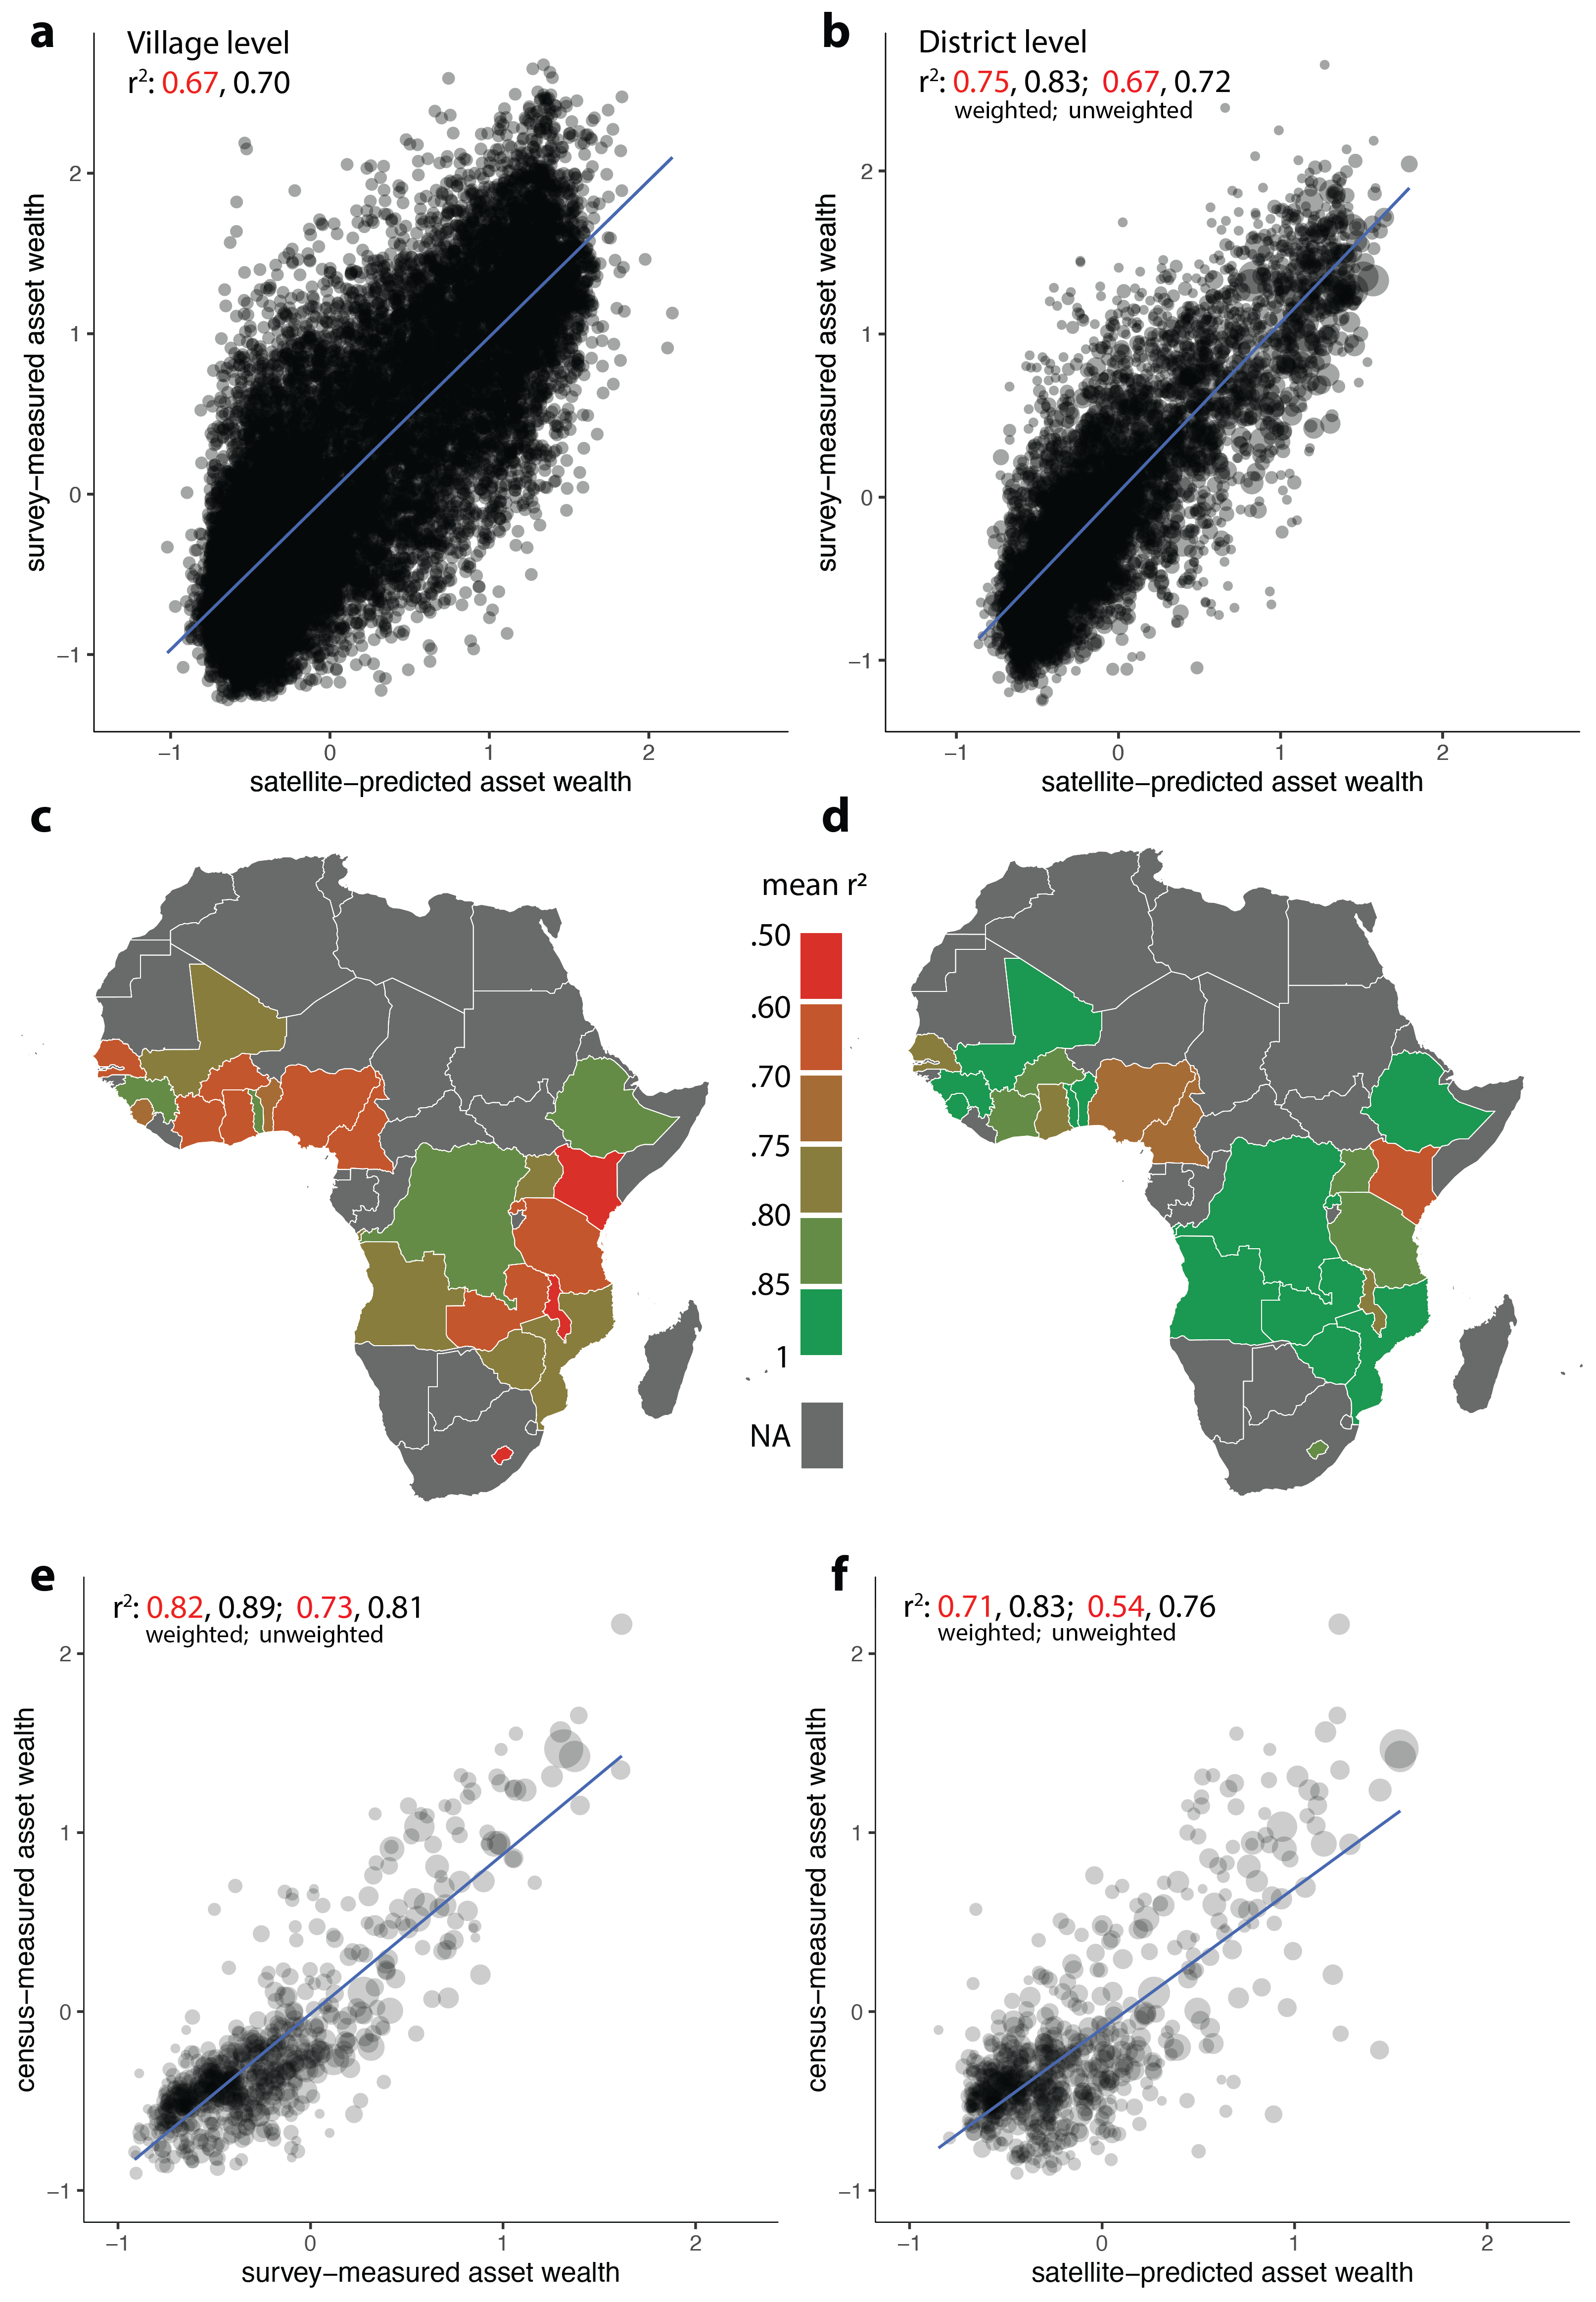 a
Village level
r²: 0.67, 0.70
survey−measured asset wealth
2
1
0
−1
−1 0 1 2
satellite−predicted asset wealth
b
District level
r²: 0.75, 0.83; 0.67, 0.72
weighted; unweighted
survey−measured asset wealth
2
1
0
−1
−1 0 1 2
satellite−predicted asset wealth
c
d
mean r²
.50
.60
.70
.75
.80
.85
1
NA
e
r²: 0.82, 0.89; 0.73, 0.81
weighted; unweighted
census−measured asset wealth
2
1
0
−1
−1 0 1 2
survey−measured asset wealth
f
r²: 0.71, 0.83; 0.54, 0.76
weighted; unweighted
census−measured asset wealth
2
1
0
−1
−1 0 1 2
satellite−predicted asset wealth